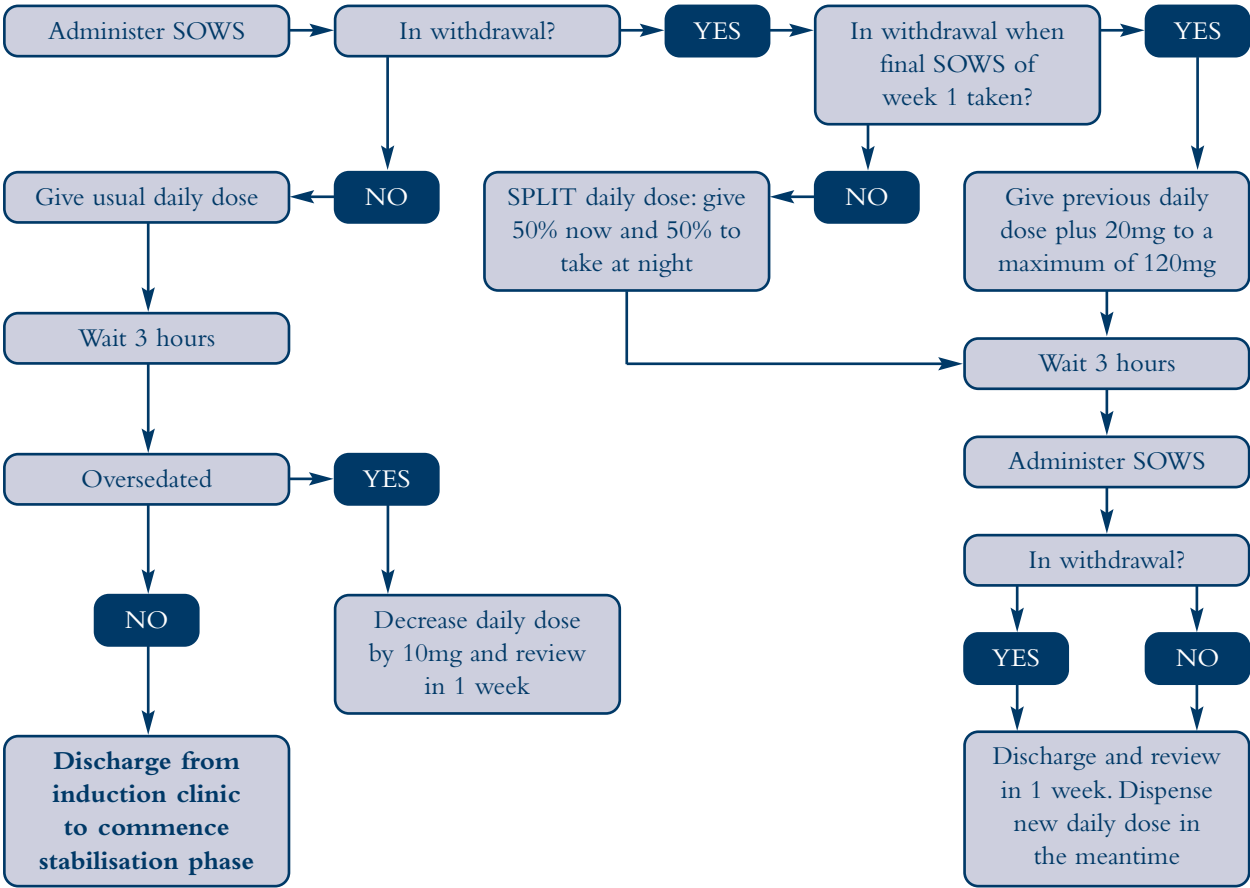 Administer SOWS
In withdrawal?
YES
In withdrawal when
final SOWS of
week 1 taken?
YES
Give usual daily dose
NO
SPLIT daily dose: give
50% now and 50% to
take at night
NO
Give previous daily
dose plus 20mg to a
maximum of 120mg
Wait 3 hours
Wait 3 hours
Oversedated
YES
Administer SOWS
In withdrawal?
NO
Decrease daily dose
by 10mg and review
in 1 week
YES
NO
Discharge from
induction clinic
to commence
stabilisation phase
Discharge and review
in 1 week. Dispense
new daily dose in
the meantime